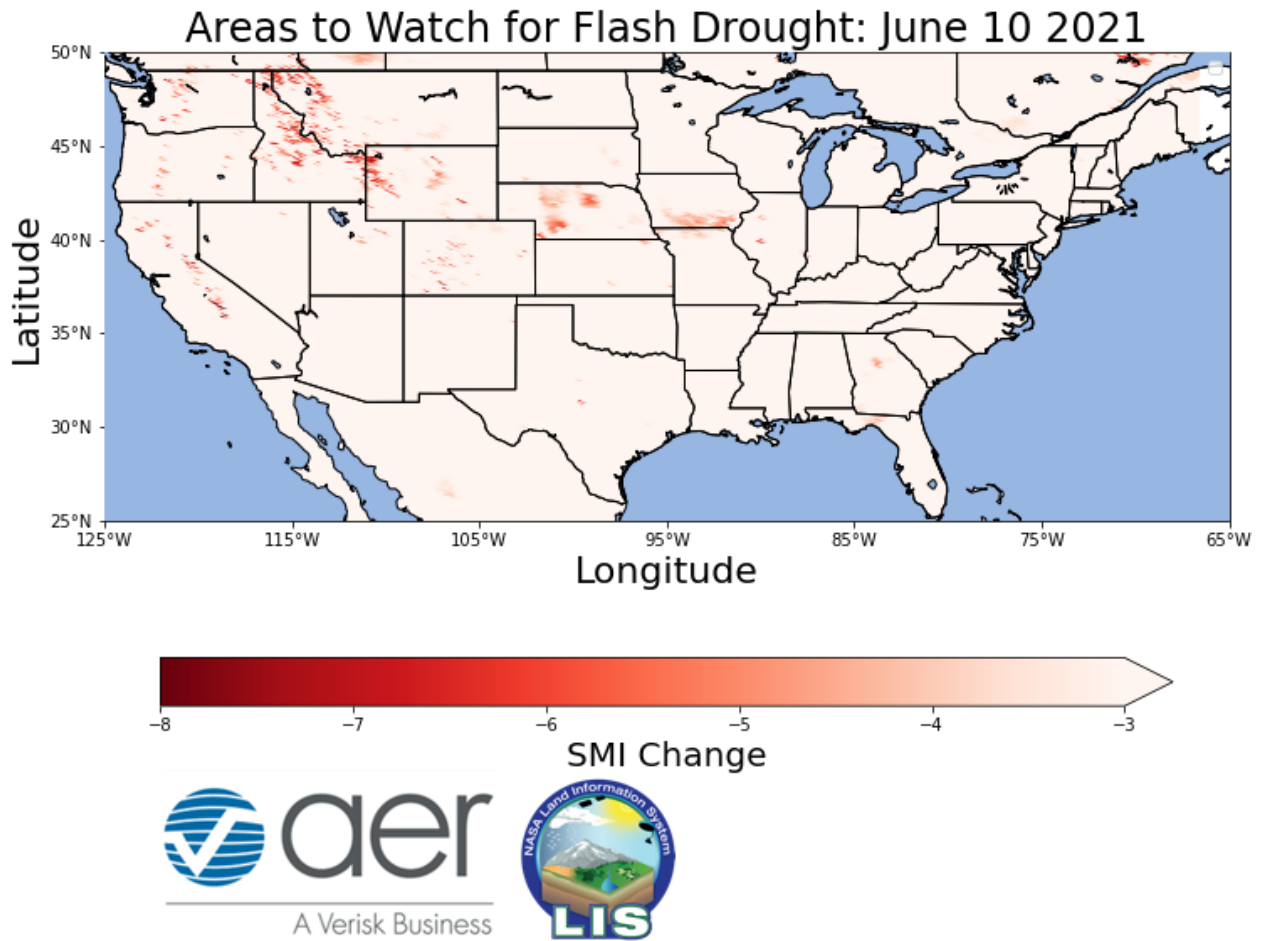 Areas to Watch for Flash Drought: June 10 2021
50°N
45°N
40°N
35°N
30°N
25°N
Latitude
125°W 115°W 105°W 95°W 85°W 75°W 65°W
Longitude
−8 −7 −6 −5 −4 −3
SMI Change
aer
A Verisk Business
NASA Land Information System
LIS